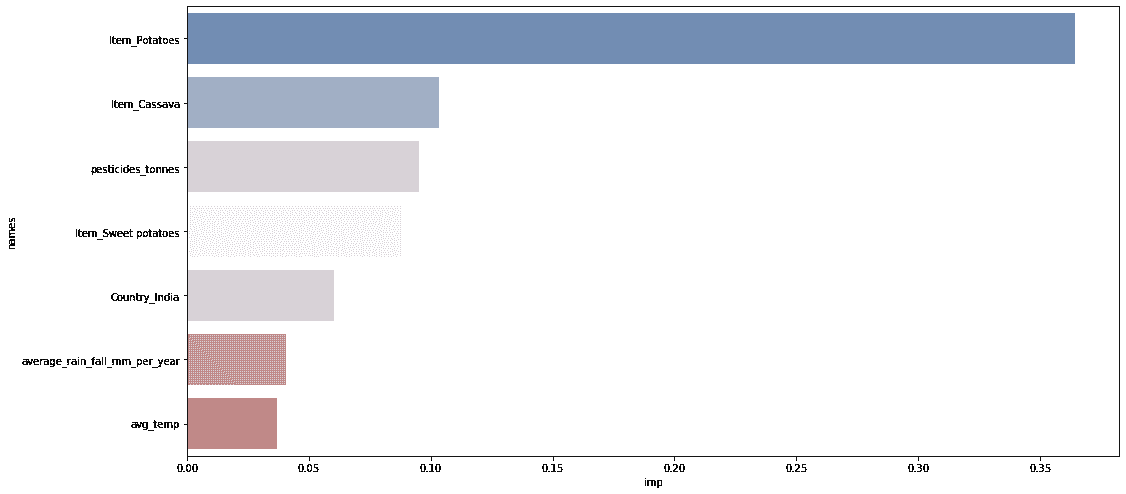 Item_Potatoes
Item_Cassava
pesticides_tonnes
Item_Sweet potatoes
Country_India
average_rain_fall_mm_per_year
avg_temp
names
0.00 0.05 0.10 0.15 0.20 0.25 0.30 0.35
imp